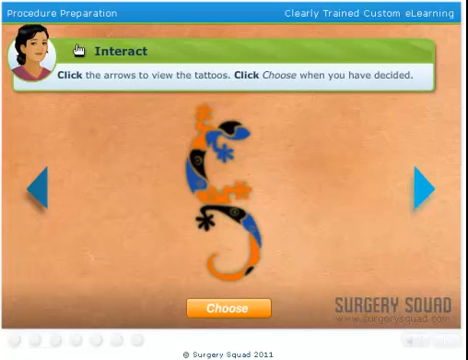 Procedure Preparation
Clearly Trained Custom eLearning
Interact
Click the arrows to view the tattoos. Click Choose when you have decided.
Choose
SURGERY SQUAD
www.surgerysquad.com
© Surgery Squad 2011